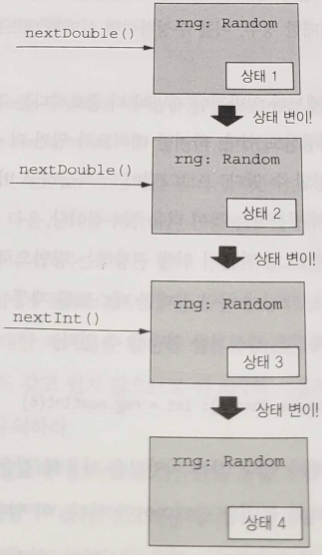 rng: Random
nextDouble()
상태 1
상태 변이!
nextDouble()
rng: Random
상태 2
상태 변이!
rng: Random
nextInt()
상태 3
상태 변이!
rng: Random
상태 4